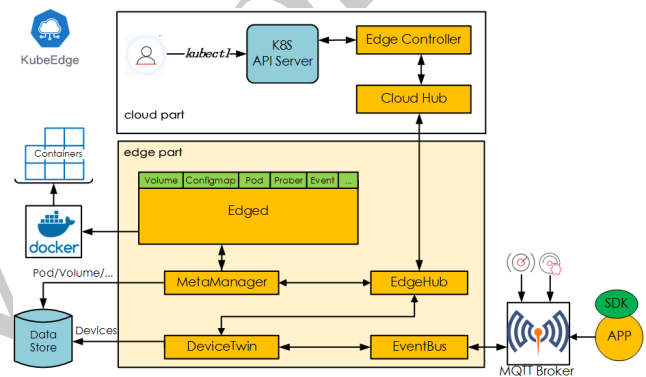 KubeEdge
kubectl
K8S
API Server
Edge Controller
Cloud Hub
cloud part
edge part
Containers
Volume Configmap Pod Prober Event ...
Edged
docker
Pod/Volume/...
MetaManager
EdgeHub
Data
Store
Devices
DeviceTwin
EventBus
MQTT Broker
SDK
APP